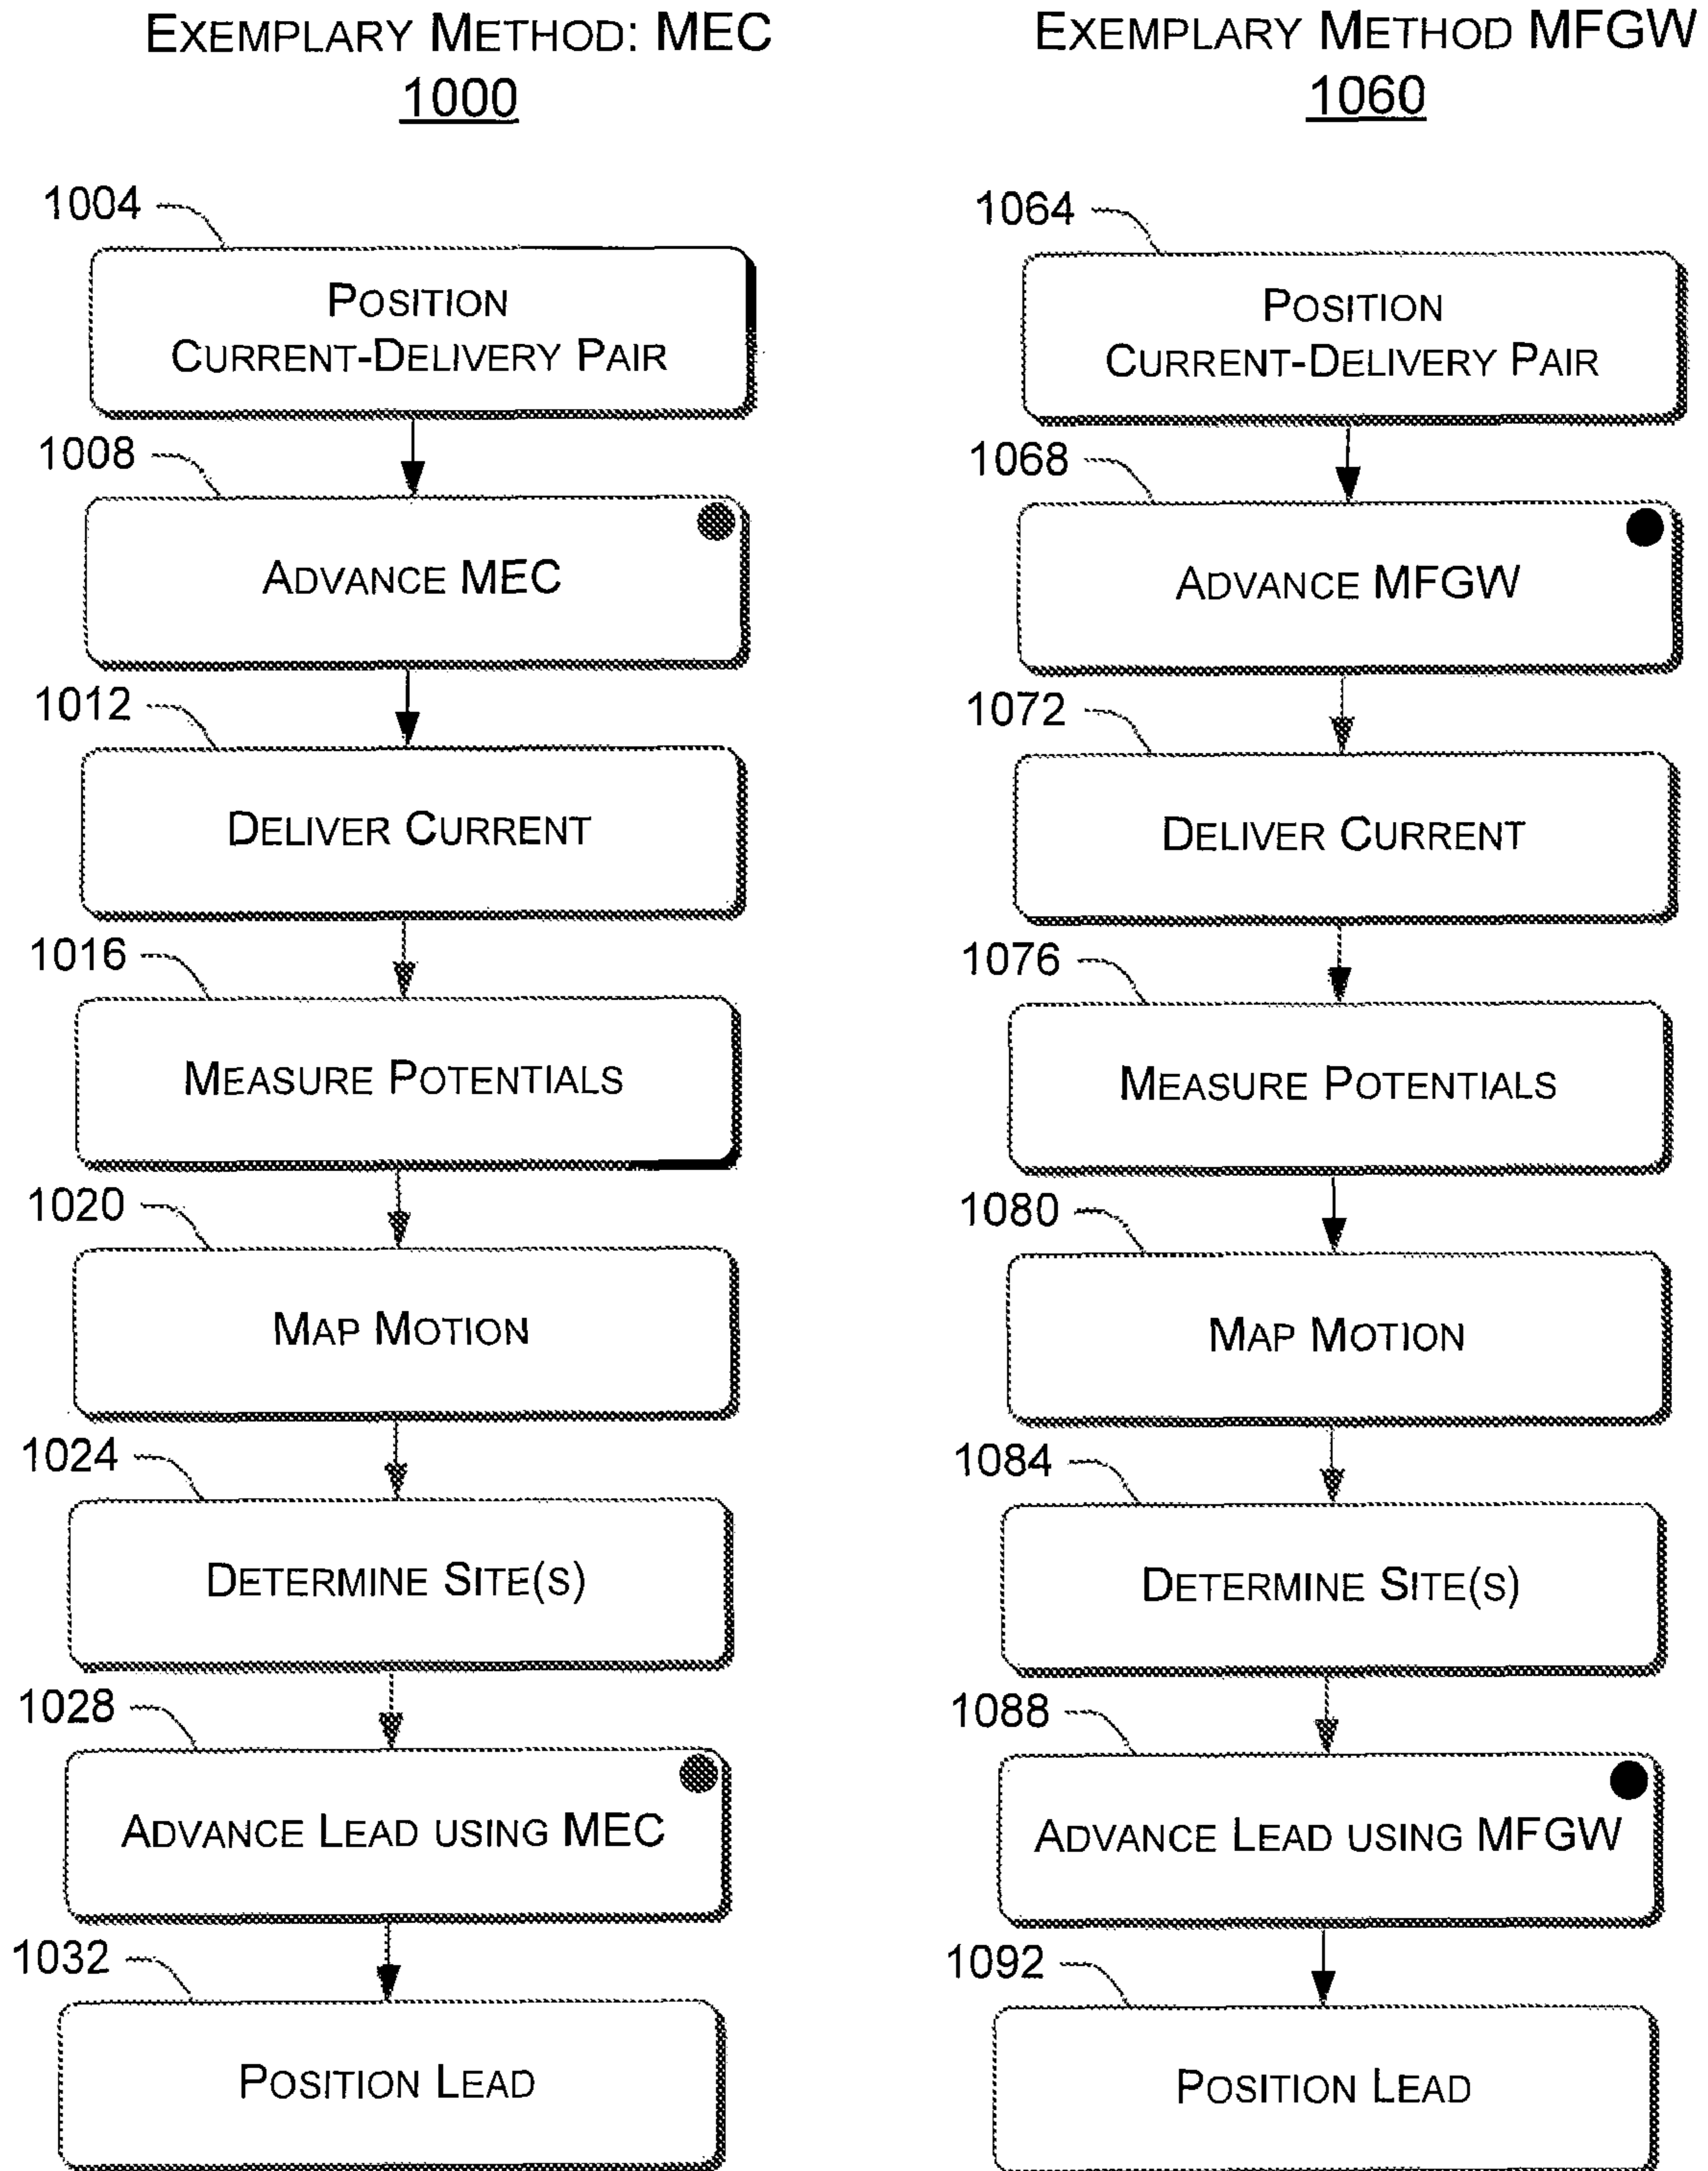 EXEMPLARY METHOD: MEC
1000
1004
POSITION
CURRENT-DELIVERY PAIR
1008
ADVANCE MEC
1012
DELIVER CURRENT
1016
MEASURE POTENTIALS
1020
MAP MOTION
1024
DETERMINE SITE(S)
1028
ADVANCE LEAD USING MEC
1032
POSITION LEAD
EXEMPLARY METHOD MFGW
1060
1064
POSITION
CURRENT-DELIVERY PAIR
1068
ADVANCE MFGW
1072
DELIVER CURRENT
1076
MEASURE POTENTIALS
1080
MAP MOTION
1084
DETERMINE SITE(S)
1088
ADVANCE LEAD USING MFGW
1092
POSITION LEAD